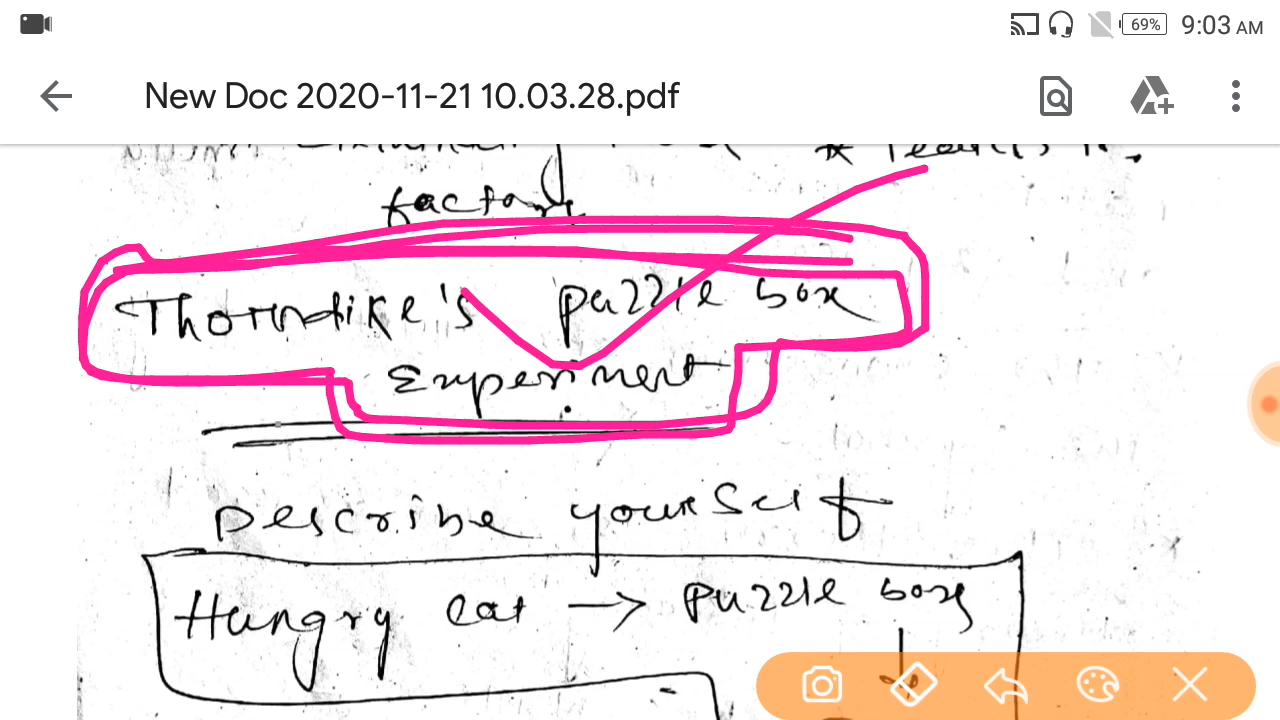 69% 9:03 AM
New Doc 2020-11-21 10.03.28.pdf
factory
Thorndike's puzzle box
Experiment
Describe yourself
Hungry cat → puzzle box